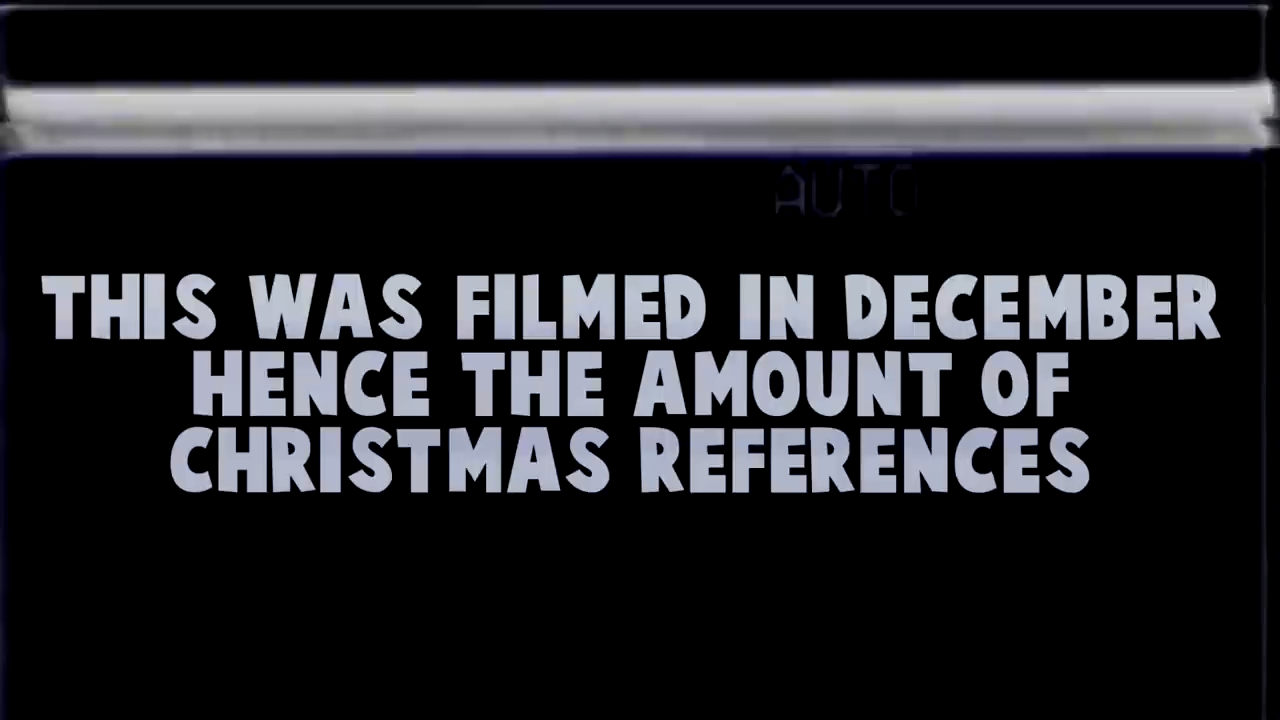 AUTO
THIS WAS FILMED IN DECEMBER
HENCE THE AMOUNT OF
CHRISTMAS REFERENCES